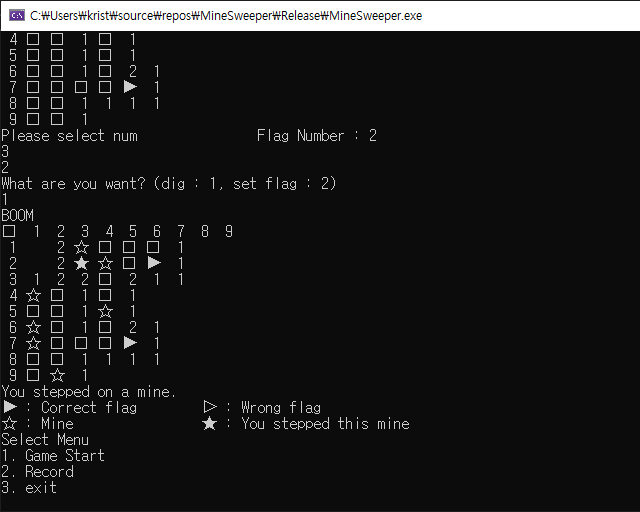 C:₩Users₩krist₩source₩repos₩MineSweeper₩Release₩MineSweeper.exe
4 □ □ 1 □ 1
5 □ □ 1 □ 1
6 □ □ 1 □ 2 1
7 □ □ □ □ ▶ 1
8 □ □ 1 1 1 1
9 □ □ 1
Please select num Flag Number : 2
3
2
What are you want? (dig : 1, set flag : 2)
1
BOOM
□ 1 2 3 4 5 6 7 8 9
1 2 ☆ □ □ □ 1
2 2 ★ ☆ □ ▶ 1
3 1 2 2 □ 2 1 1
4 ☆ □ 1 □ 1
5 □ □ 1 ☆ 1
6 ☆ □ 1 □ 2 1
7 ☆ □ □ □ ▶ 1
8 □ □ 1 1 1 1
9 □ ☆ 1
You stepped on a mine.
▶ : Correct flag ▷ : Wrong flag
☆ : Mine ★ : You stepped this mine
Select Menu
1. Game Start
2. Record
3. exit